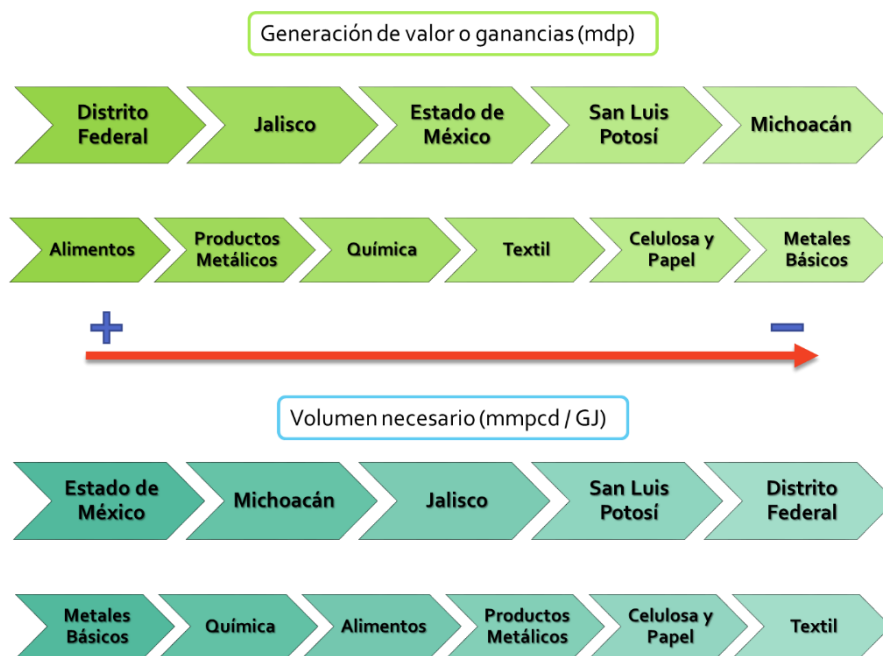 Generación de valor o ganancias (mdp)
Distrito
Federal
Jalisco
Estado de
México
San Luis
Potosí
Michoacán
Alimentos
Productos
Metálicos
Química
Textil
Celulosa y
Papel
Metales
Básicos
+
−
Volumen necesario (mmpcd / GJ)
Estado de
México
Michoacán
Jalisco
San Luis
Potosí
Distrito
Federal
Metales
Básicos
Química
Alimentos
Productos
Metálicos
Celulosa y
Papel
Textil